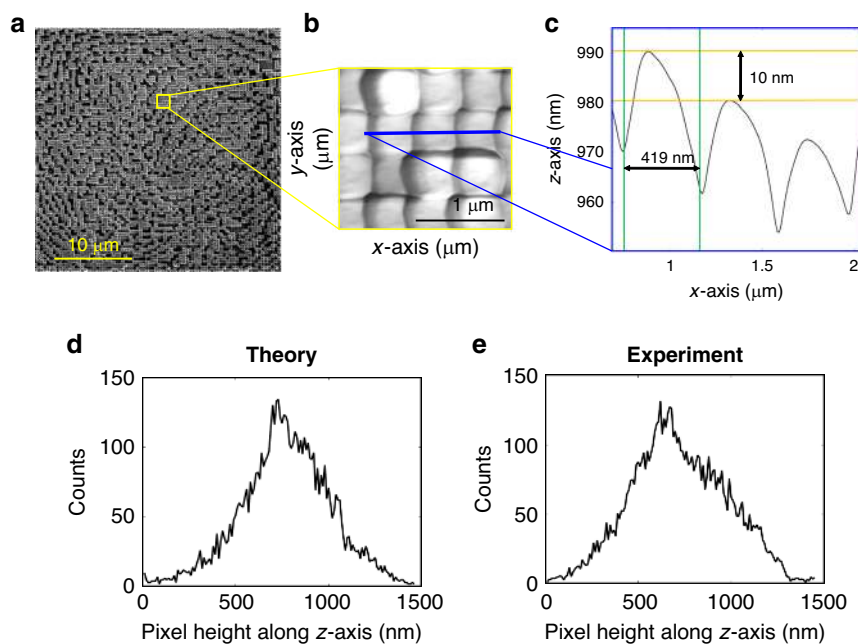 a
10 μm
b
y-axis
(μm)
1 μm
x-axis (μm)
c
z-axis (nm)
990
980
970
960
10 nm
419 nm
1
1.5
2
x-axis (μm)
d
Theory
Counts
150
100
50
0
0
500
1000
1500
Pixel height along z-axis (nm)
e
Experiment
Counts
150
100
50
0
0
500
1000
1500
Pixel height along z-axis (nm)